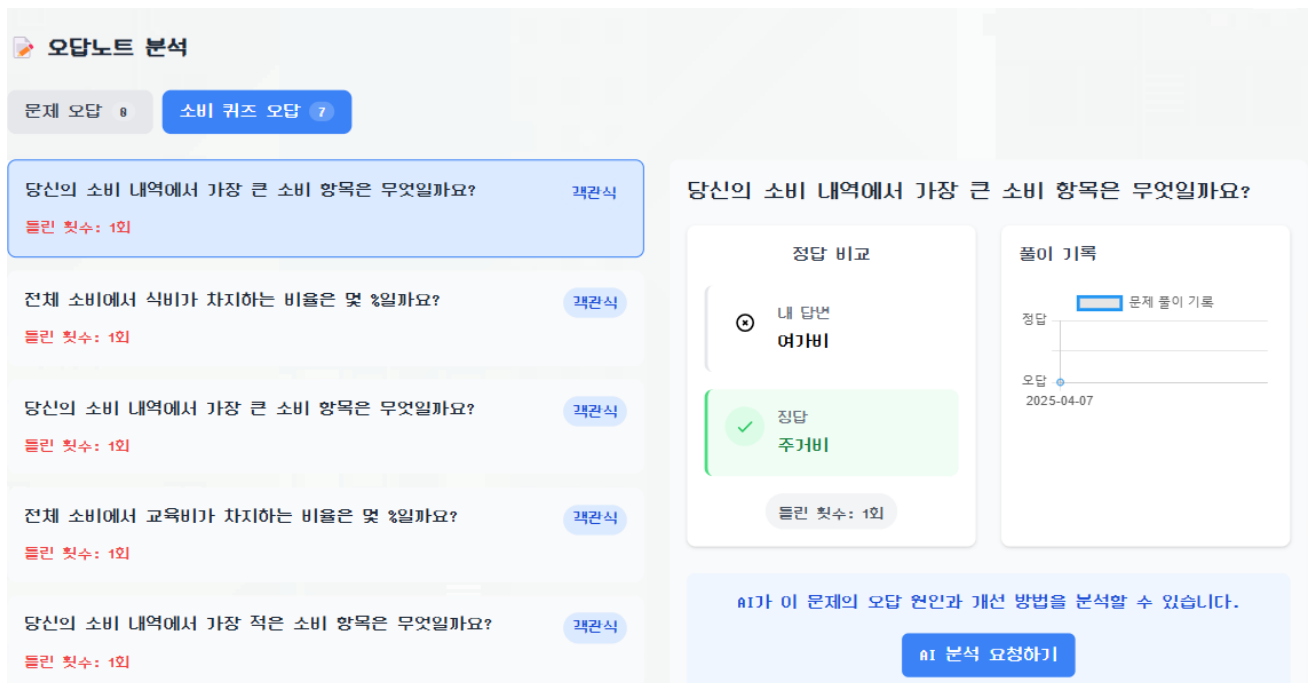 오답노트 분석
문제 오답 0
소비 퀴즈 오답 7
당신의 소비 내역에서 가장 큰 소비 항목은 무엇일까요?
객관식
틀린 횟수: 1회
전체 소비에서 식비가 차지하는 비율은 몇 %일까요?
객관식
틀린 횟수: 1회
당신의 소비 내역에서 가장 큰 소비 항목은 무엇일까요?
객관식
틀린 횟수: 1회
전체 소비에서 교육비가 차지하는 비율은 몇 %일까요?
객관식
틀린 횟수: 1회
당신의 소비 내역에서 가장 적은 소비 항목은 무엇일까요?
객관식
틀린 횟수: 1회
당신의 소비 내역에서 가장 큰 소비 항목은 무엇일까요?
정답 비교
내 답변
여가비
정답
주거비
틀린 횟수: 1회
풀이 기록
문제 풀이 기록
정답
오답
2025-04-07
AI가 이 문제의 오답 원인과 개선 방법을 분석할 수 있습니다.
AI 분석 요청하기